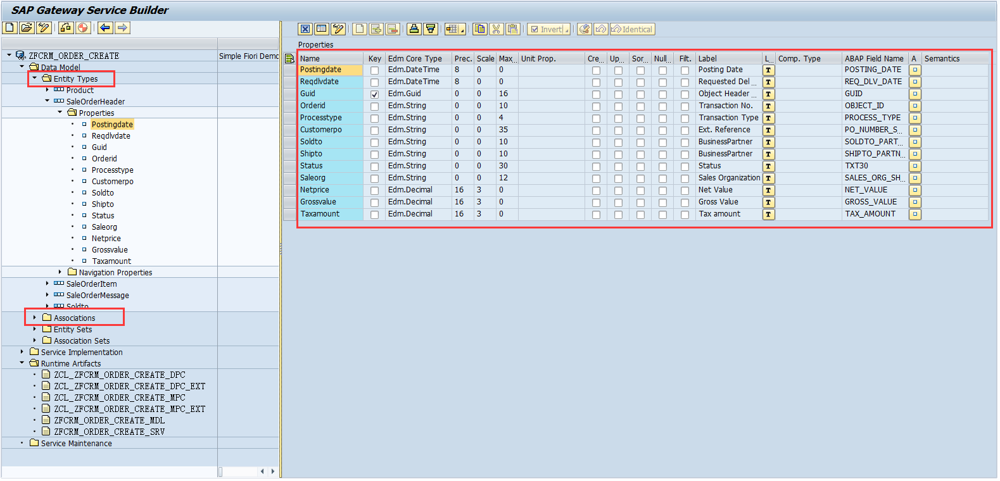 SAP Gateway Service Builder
Invert
Identical
ZFCRM_ORDER_CREATE Simple Fiori Demo
Data Model
Entity Types
Product
SaleOrderHeader
Properties
Postingdate
Reqdlvdate
Guid
Orderid
Processtype
Customerpo
Soldto
Shipto
Status
Saleorg
Netprice
Grossvalue
Taxamount
Navigation Properties
SaleOrderItem
SaleOrderMessage
Soldto
Associations
Entity Sets
Association Sets
Service Implementation
Runtime Artifacts
ZCL_ZFCRM_ORDER_CREATE_DPC
ZCL_ZFCRM_ORDER_CREATE_DPC_EXT
ZCL_ZFCRM_ORDER_CREATE_MPC
ZCL_ZFCRM_ORDER_CREATE_MPC_EXT
ZFCRM_ORDER_CREATE_MDL
ZFCRM_ORDER_CREATE_SRV
Service Maintenance
Properties
Name Key Edm Core Type Prec. Scale Max... Unit Prop. Cre... Up... Sor... Null... Filt. Label L... Comp. Type ABAP Field Name A Semantics
Postingdate Edm.DateTime 8 0 0 Posting Date T POSTING_DATE
Reqdlvdate Edm.DateTime 8 0 0 Requested Del ... T REQ_DLV_DATE
Guid Edm.Guid 0 0 16 Object Header ... T GUID
Orderid Edm.String 0 0 10 Transaction No. T OBJECT_ID
Processtype Edm.String 0 0 4 Transaction Type T PROCESS_TYPE
Customerpo Edm.String 0 0 35 Ext. Reference T PO_NUMBER_S...
Soldto Edm.String 0 0 10 BusinessPartner T SOLDTO_PART...
Shipto Edm.String 0 0 10 BusinessPartner T SHIPTO_PARTN...
Status Edm.String 0 0 30 Status T TXT30
Saleorg Edm.String 0 0 12 Sales Organization T SALES_ORG_SH...
Netprice Edm.Decimal 16 3 0 Net Value T NET_VALUE
Grossvalue Edm.Decimal 16 3 0 Gross Value T GROSS_VALUE
Taxamount Edm.Decimal 16 3 0 Tax amount T TAX_AMOUNT